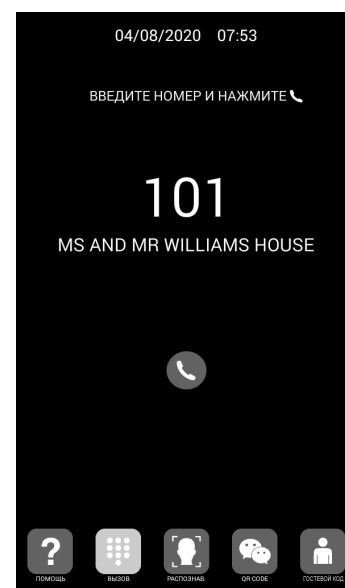 04/08/2020 07:53
ВВЕДИТЕ НОМЕР И НАЖМИТЕ
101
MS AND MR WILLIAMS HOUSE
?
ПОМОЩЬ
ВЫЗОВ
РАСПОЗНАВ.
QR CODE
ГОСТЕВОЙ КОД